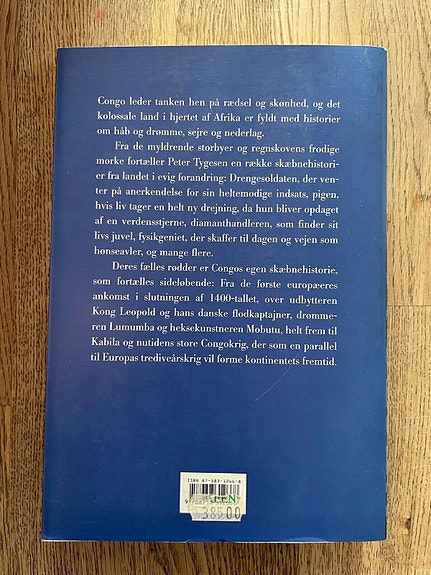 Congo leder tanken hen på rædsel og skønhed, og det
kolossale land i hjertet af Afrika er fyldt med historier
om håb og drømme, sejre og nederlag.
Fra de myldrende storbyer og regnskovens frodige
mørke fortæller Peter Tygesen en række skæbnehistori-
er fra landet i evig forandring: Drengesoldaten, der ven-
ter på anerkendelse for sin heltemodige indsats, pigen,
hvis liv tager en helt ny drejning, da hun bliver opdaget
af en verdensstjerne, diamanthandleren, som finder sit
livs juvel, fysikgeniet, der skaffer til dagen og vejen som
hønseavler, og mange flere.
Deres fælles rødder er Congos egen skæbnehistorie,
som fortælles sideløbende: Fra de første europæeres
ankomst i slutningen af 1400-tallet, over udbytteren
Kong Leopold og hans danske flodkaptajner, drømme-
ren Lumumba og heksekunstneren Mobutu, helt frem til
Kabila og nutidens store Congokrig, der som en parallel
til Europas trediveårskrig vil forme kontinentets fremtid.
385.00